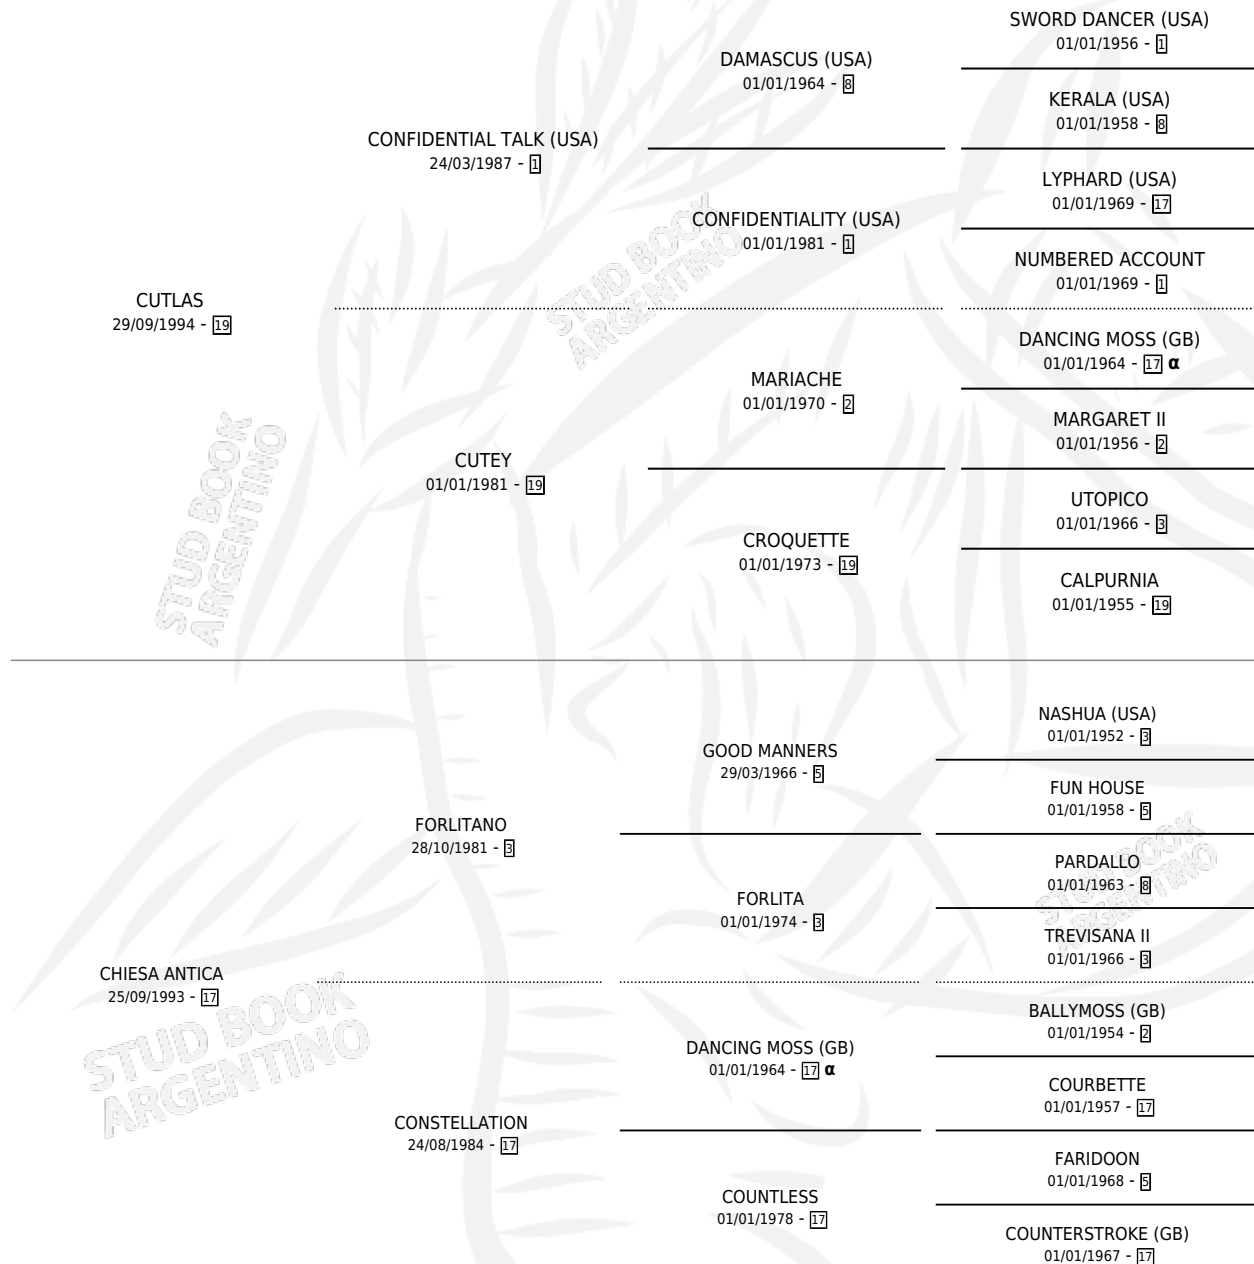 SWORD DANCER (USA)
01/01/1956 - 1
DAMASCUS (USA)
01/01/1964 - 8
KERALA (USA)
01/01/1958 - 8
CONFIDENTIAL TALK (USA)
24/03/1987 - 1
LYPHARD (USA)
01/01/1969 - 17
CONFIDENTIALITY (USA)
01/01/1981 - 1
NUMBERED ACCOUNT
01/01/1969 - 1
CUTLAS
29/09/1994 - 19
DANCING MOSS (GB)
01/01/1964 - 17 α
MARIACHE
01/01/1970 - 2
MARGARET II
01/01/1956 - 2
CUTEY
01/01/1981 - 19
UTOPICO
01/01/1966 - 3
CROQUETTE
01/01/1973 - 19
CALPURNIA
01/01/1955 - 19
NASHUA (USA)
01/01/1952 - 3
GOOD MANNERS
29/03/1966 - 5
FUN HOUSE
01/01/1958 - 5
FORLITANO
28/10/1981 - 3
PARDALLO
01/01/1963 - 8
FORLITA
01/01/1974 - 3
TREVISANA II
01/01/1966 - 3
CHIESA ANTICA
25/09/1993 - 17
BALLYMOSS (GB)
01/01/1954 - 2
DANCING MOSS (GB)
01/01/1964 - 17 α
COURBETTE
01/01/1957 - 17
CONSTELLATION
24/08/1984 - 17
FARIDOON
01/01/1968 - 5
COUNTLESS
01/01/1978 - 17
COUNTERSTROKE (GB)
01/01/1967 - 17
STUD BOOK
ARGENTINO
STUD BOOK
ARGENTINO
STUD BOOK
ARGENTINO
STUD BOOK
ARGENTINO